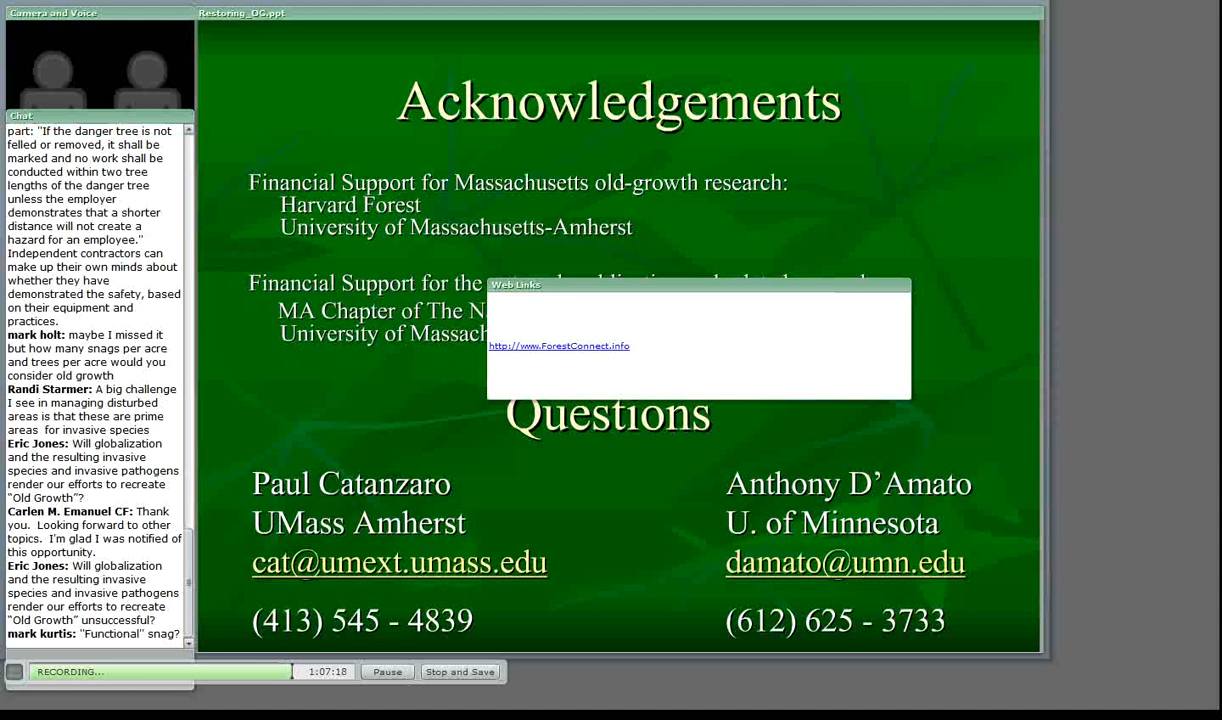 Camera and Voice
Restoring_OG.ppt
Chat
part: "If the danger tree is not
felled or removed, it shall be
marked and no work shall be
conducted within two tree
lengths of the danger tree
unless the employer
demonstrates that a shorter
distance will not create a
hazard for an employee."
Independent contractors can
make up their own minds about
whether they have
demonstrated the safety, based
on their equipment and
practices.
mark holt: maybe I missed it
but how many snags per acre
and trees per acre would you
consider old growth
Randi Starmer: A big challenge
I see in managing disturbed
areas is that these are prime
areas for invasive species
Eric Jones: Will globalization
and the resulting invasive
species and invasive pathogens
render our efforts to recreate
“Old Growth”?
Carlen M. Emanuel CF: Thank
you. Looking forward to other
topics. I'm glad I was notified of
this opportunity.
Eric Jones: Will globalization
and the resulting invasive
species and invasive pathogens
render our efforts to recreate
“Old Growth” unsuccessful?
mark kurtis: "Functional" snag?
Acknowledgements
Financial Support for Massachusetts old-growth research:
Harvard Forest
University of Massachusetts-Amherst
Financial Support for the
MA Chapter of The
University of
Web Links
http://www.ForestConnect.info
Questions
Paul Catanzaro
UMass Amherst
cat@umext.umass.edu
(413) 545 - 4839
Anthony D’Amato
U. of Minnesota
damato@umn.edu
(612) 625 - 3733
RECORDING...
1:07:18
Pause
Stop and Save